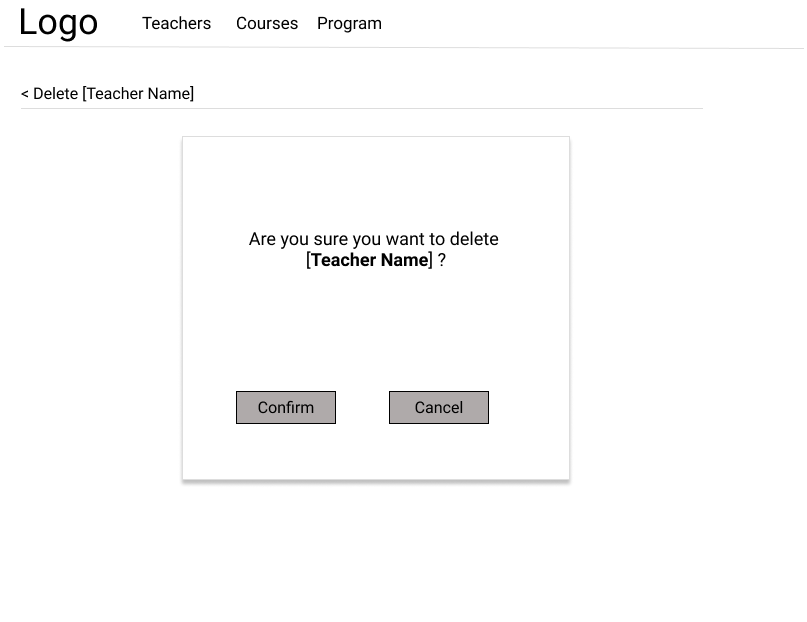 Logo Teachers Courses Program
< Delete [Teacher Name]
Are you sure you want to delete
[Teacher Name] ?
Confirm Cancel